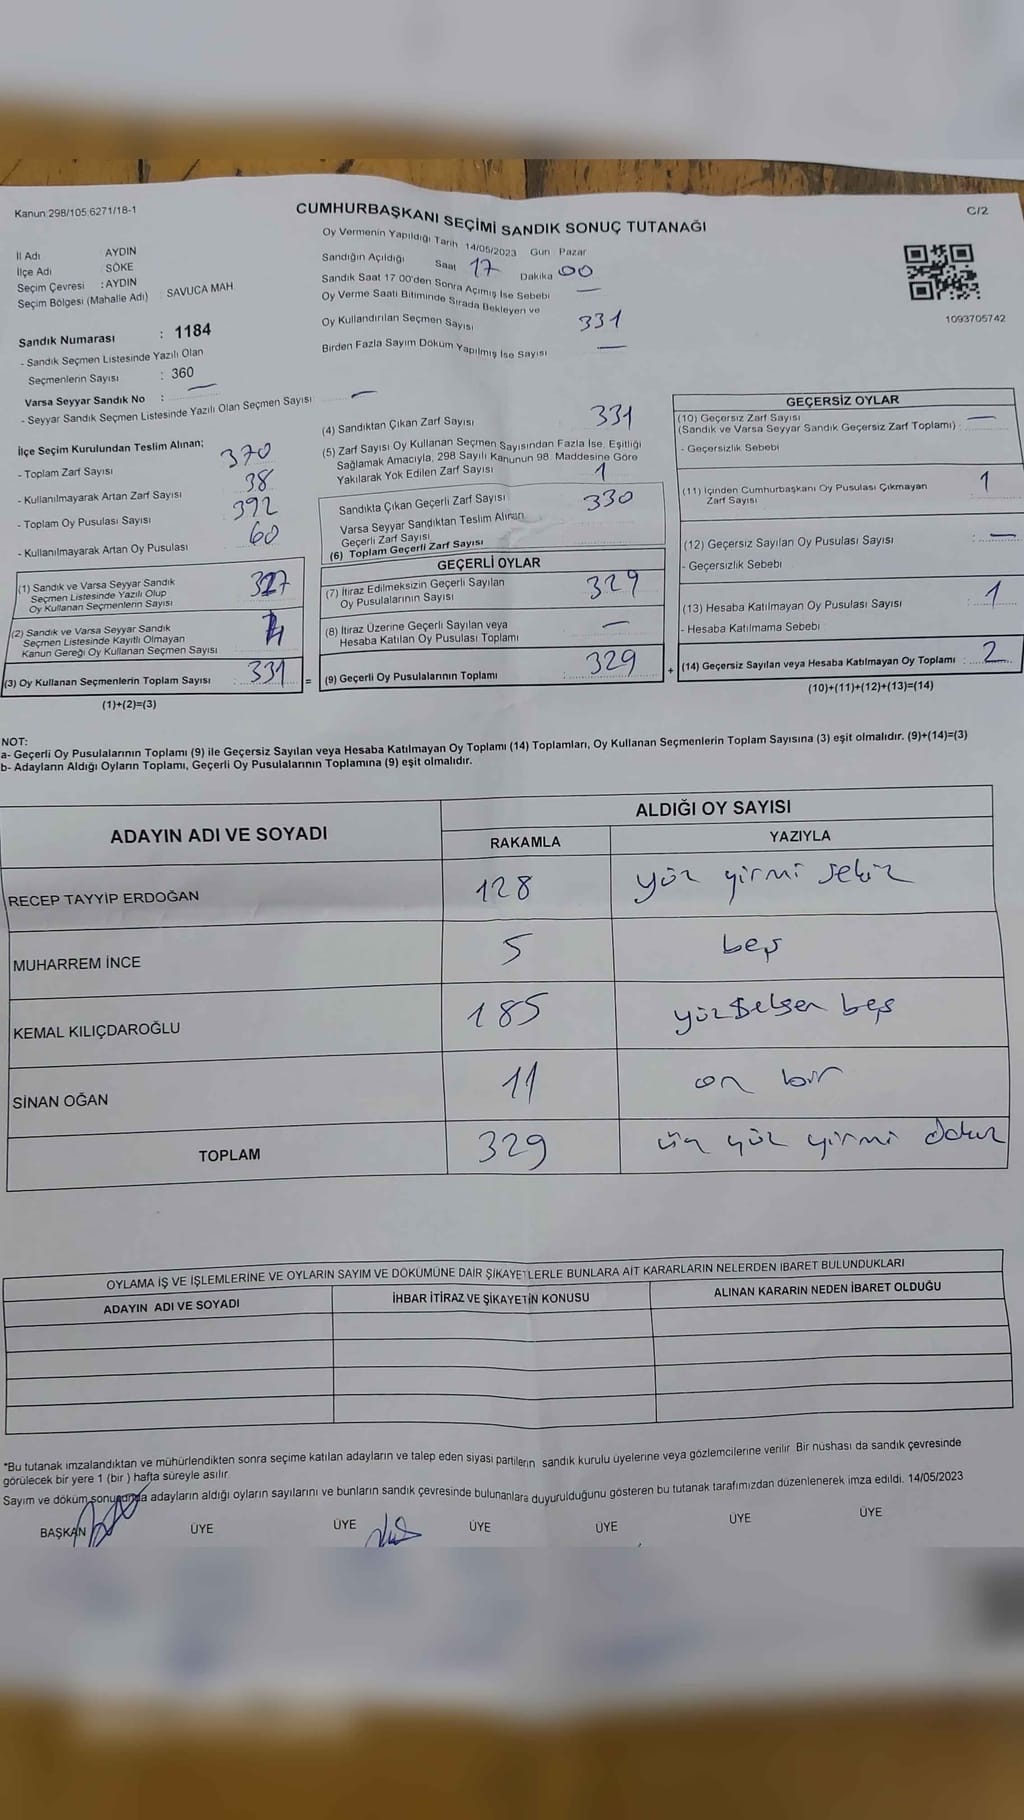 Kanun 298/105 6271/18-1
C/2
CUMHURBAŞKANI SEÇİMİ SANDIK SONUÇ TUTANAĞI
İl Adı : AYDIN
İlçe Adı : SÖKE
Seçim Çevresi : AYDIN
Seçim Bölgesi (Mahalle Adı) : SAVUCA MAH.
Sandık Numarası : 1184
- Sandık Seçmen Listesinde Yazılı Olan
Seçmenlerin Sayısı : 360
Varsa Seyyar Sandık No : —
- Seyyar Sandık Seçmen Listesinde Yazılı Olan Seçmen Sayısı : —
Oy Vermenin Yapıldığı Tarih 14/05/2023 Gün Pazar
Sandığın Açıldığı Saat 17 Dakika 00
Sandık Saat 17 00'den Sonra Açımış İse Sebebi —
Oy Verme Saati Bitiminde Sırada Bekleyen ve
Oy Kullandırılan Seçmen Sayısı 331
Birden Fazla Sayım Döküm Yapılmış İse Sayısı —
1093705742
İlçe Seçim Kurulundan Teslim Alınan;
- Toplam Zarf Sayısı 370
- Kullanılmayarak Artan Zarf Sayısı 38
- Toplam Oy Pusulası Sayısı 392
- Kullanılmayarak Artan Oy Pusulası 60
(1) Sandık ve Varsa Seyyar Sandık
Seçmen Listesinde Yazılı Olup
Oy Kullanan Seçmenlerin Sayısı 327
(2) Sandık ve Varsa Seyyar Sandık
Seçmen Listesinde Kayıtlı Olmayan
Kanun Gereği Oy Kullanan Seçmen Sayısı 4
(3) Oy Kullanan Seçmenlerin Toplam Sayısı : 331 =
(1)+(2)=(3)
(4) Sandıktan Çıkan Zarf Sayısı 331
(5) Zarf Sayısı Oy Kullanan Seçmen Sayısından Fazla İse, Eşitliği
Sağlamak Amacıyla, 298 Sayılı Kanunun 98. Maddesine Göre
Yakılarak Yok Edilen Zarf Sayısı 1
Sandıkta Çıkan Geçerli Zarf Sayısı 330
Varsa Seyyar Sandıktan Teslim Alınan
Geçerli Zarf Sayısı
(6) Toplam Geçerli Zarf Sayısı
GEÇERLİ OYLAR
(7) İtiraz Edilmeksizin Geçerli Sayılan
Oy Pusulalarının Sayısı 329
(8) İtiraz Üzerine Geçerli Sayılan veya
Hesaba Katılan Oy Pusulası Toplamı —
(9) Geçerli Oy Pusulalarının Toplamı : 329 +
GEÇERSİZ OYLAR
(10) Geçersiz Zarf Sayısı
(Sandık ve Varsa Seyyar Sandık Geçersiz Zarf Toplamı) : —
- Geçersizlik Sebebi
(11) İçinden Cumhurbaşkanı Oy Pusulası Çıkmayan
Zarf Sayısı : 1
(12) Geçersiz Sayılan Oy Pusulası Sayısı : —
- Geçersizlik Sebebi
(13) Hesaba Katılmayan Oy Pusulası Sayısı : 1
- Hesaba Katılmama Sebebi
(14) Geçersiz Sayılan veya Hesaba Katılmayan Oy Toplamı : 2
(10)+(11)+(12)+(13)=(14)
NOT:
a- Geçerli Oy Pusulalarının Toplamı (9) ile Geçersiz Sayılan veya Hesaba Katılmayan Oy Toplamı (14) Toplamları, Oy Kullanan Seçmenlerin Toplam Sayısına (3) eşit olmalıdır. (9)+(14)=(3)
b- Adayların Aldığı Oyların Toplamı, Geçerli Oy Pusulalarının Toplamına (9) eşit olmalıdır.
ADAYIN ADI VE SOYADI
ALDIĞI OY SAYISI
RAKAMLA YAZIYLA
RECEP TAYYİP ERDOĞAN 128 yüz yirmi sekiz
MUHARREM İNCE 5 beş
KEMAL KILIÇDAROĞLU 185 yüzseksen beş
SİNAN OĞAN 11 on bir
TOPLAM 329 üç yüz yirmi dokuz
OYLAMA İŞ VE İŞLEMLERİNE VE OYLARIN SAYIM VE DÖKÜMÜNE DAİR ŞİKAYETLERLE BUNLARA AİT KARARLARIN NELERDEN İBARET BULUNDUKLARI
ADAYIN ADI VE SOYADI İHBAR İTİRAZ VE ŞİKAYETİN KONUSU ALINAN KARARIN NEDEN İBARET OLDUĞU
"Bu tutanak imzalandıktan ve mühürlendikten sonra seçime katılan adayların ve talep eden siyasi partilerin sandık kurulu üyelerine veya gözlemcilerine verilir. Bir nüshası da sandık çevresinde
görülecek bir yere 1 (bir ) hafta süreyle asılır.
Sayım ve döküm sonucunda adayların aldığı oyların sayılarını ve bunların sandık çevresinde bulunanlara duyurulduğunu gösteren bu tutanak tarafımızdan düzenlenerek imza edildi. 14/05/2023
BAŞKAN ÜYE ÜYE ÜYE ÜYE ÜYE ÜYE